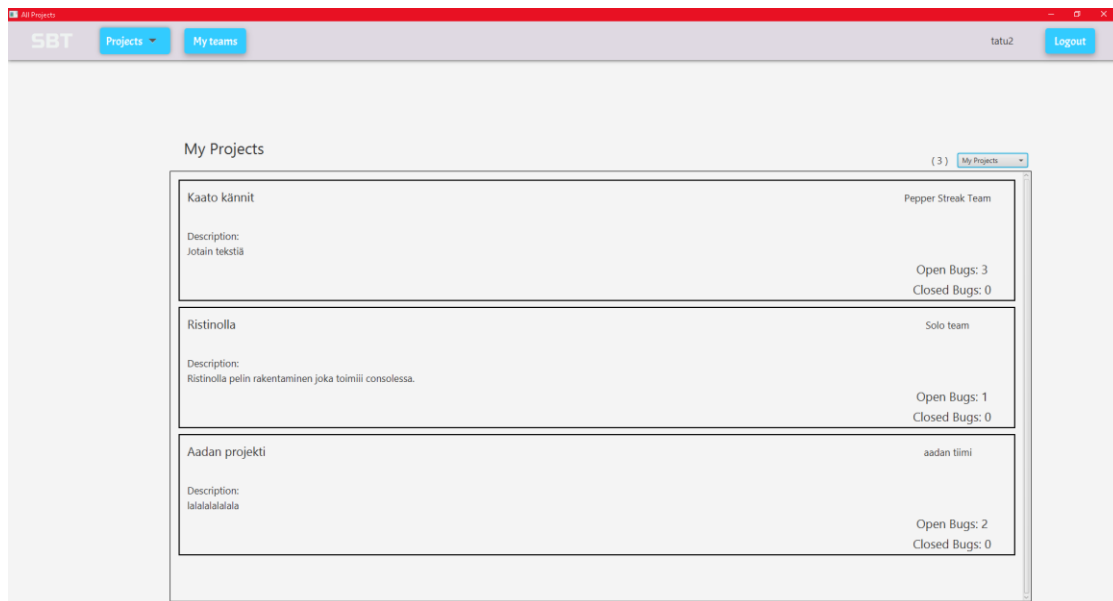 All Projects
SBT Projects My teams tatu2 Logout
My Projects
( 3 ) My Projects
Kaato kännit Pepper Streak Team
Description:
Jotain tekstiä
Open Bugs: 3
Closed Bugs: 0
Ristinolla Solo team
Description:
Ristinolla pelin rakentaminen joka toimiii consolessa.
Open Bugs: 1
Closed Bugs: 0
Aadan projekti aadan tiimi
Description:
lalalalalalala
Open Bugs: 2
Closed Bugs: 0